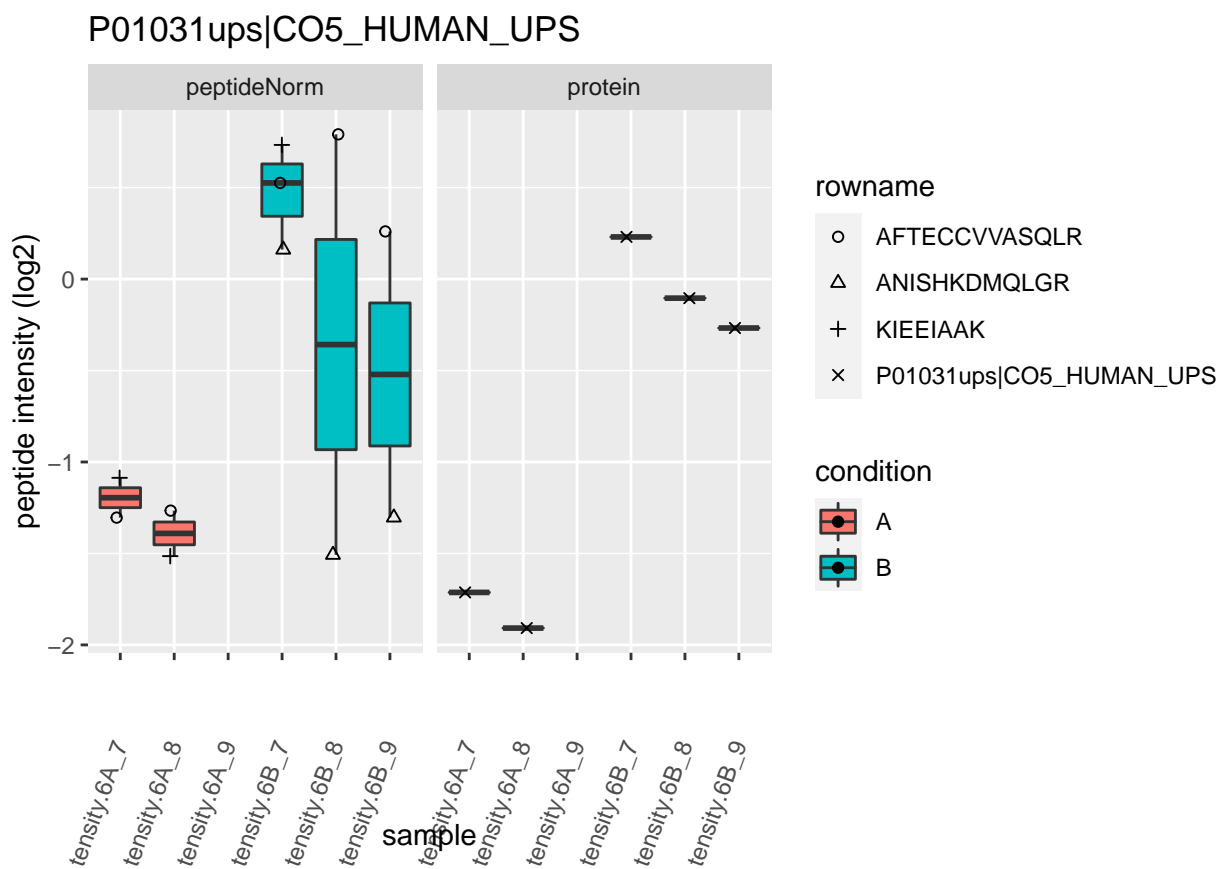 P01031ups|CO5_HUMAN_UPS
peptideNorm
protein
peptide intensity (log2)
0
−1
−2
tensity.6A_7
tensity.6A_8
tensity.6A_9
tensity.6B_7
tensity.6B_8
tensity.6B_9
tensity.6A_7
tensity.6A_8
tensity.6A_9
tensity.6B_7
tensity.6B_8
tensity.6B_9
sample
rowname
AFTECCVVASQLR
ANISHKDMQLGR
KIEEIAAK
P01031ups|CO5_HUMAN_UPS
condition
A
B